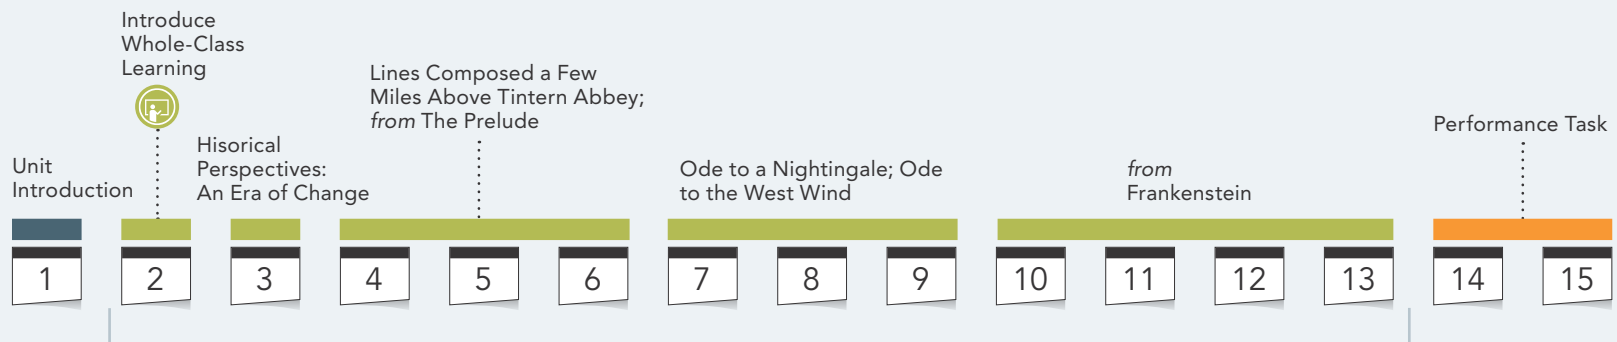 Introduce
Whole-Class
Learning
Lines Composed a Few
Miles Above Tintern Abbey;
from The Prelude
Performance Task
Hisorical
Perspectives:
An Era of Change
Unit
Introduction
Ode to a Nightingale; Ode
to the West Wind
from
Frankenstein
1 2 3 4 5 6 7 8 9 10 11 12 13 14 15